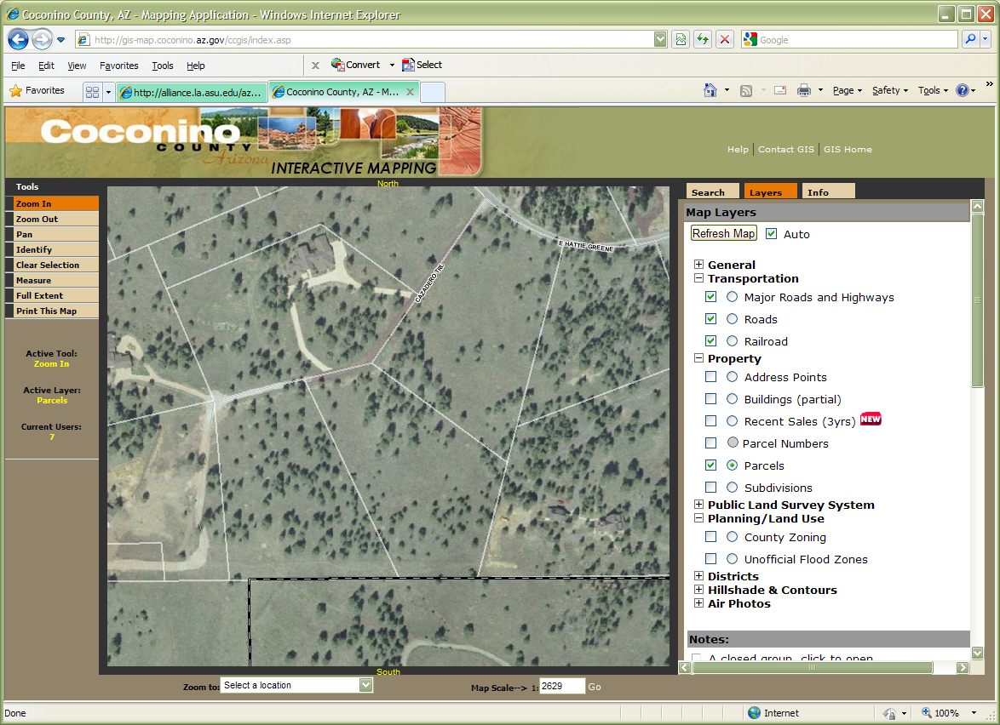 Coconino County, AZ - Mapping Application - Windows Internet Explorer
http://gis-map.coconino.az.gov/ccgis/index.asp
Google
File Edit View Favorites Tools Help
x Convert Select
Favorites
http://alliance.la.asu.edu/az...
Coconino County, AZ - M...
Page Safety Tools
»
Coconino
COUNTY
Arizona
INTERACTIVE MAPPING
Help | Contact GIS | GIS Home
Tools
Zoom In
Zoom Out
Pan
Identify
Clear Selection
Measure
Full Extent
Print This Map
Active Tool:
Zoom In
Active Layer:
Parcels
Current Users:
7
North
E HATTIE GREENE
CAZADERO TRL
South
Zoom to: Select a location
Map Scale--> 1: 2629 Go
Search
Layers
Info
Map Layers
Refresh Map Auto
General
Transportation
Major Roads and Highways
Roads
Railroad
Property
Address Points
Buildings (partial)
Recent Sales (3yrs) NEW
Parcel Numbers
Parcels
Subdivisions
Public Land Survey System
Planning/Land Use
County Zoning
Unofficial Flood Zones
Districts
Hillshade & Contours
Air Photos
Notes:
A closed group, click to open
Done
Internet
100%